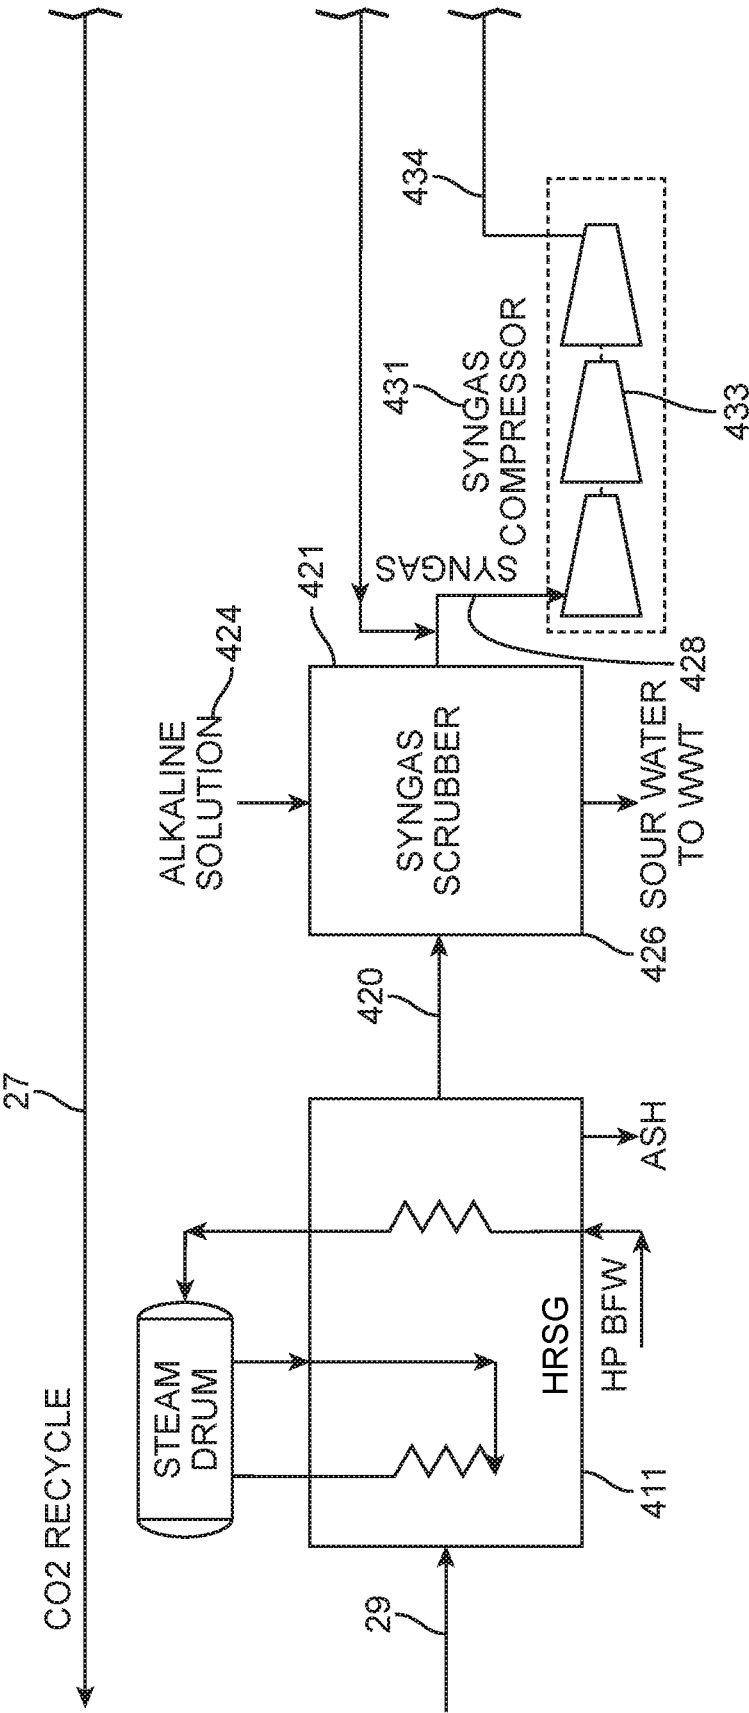 CO2 RECYCLE
27
STEAM
DRUM
ALKALINE
SOLUTION
424
29
HRSG
411
HP BFW
ASH
420
SYNGAS
SCRUBBER
421
426
SOUR WATER
TO WWT
428
SYNGAS
431
SYNGAS
COMPRESSOR
433
434